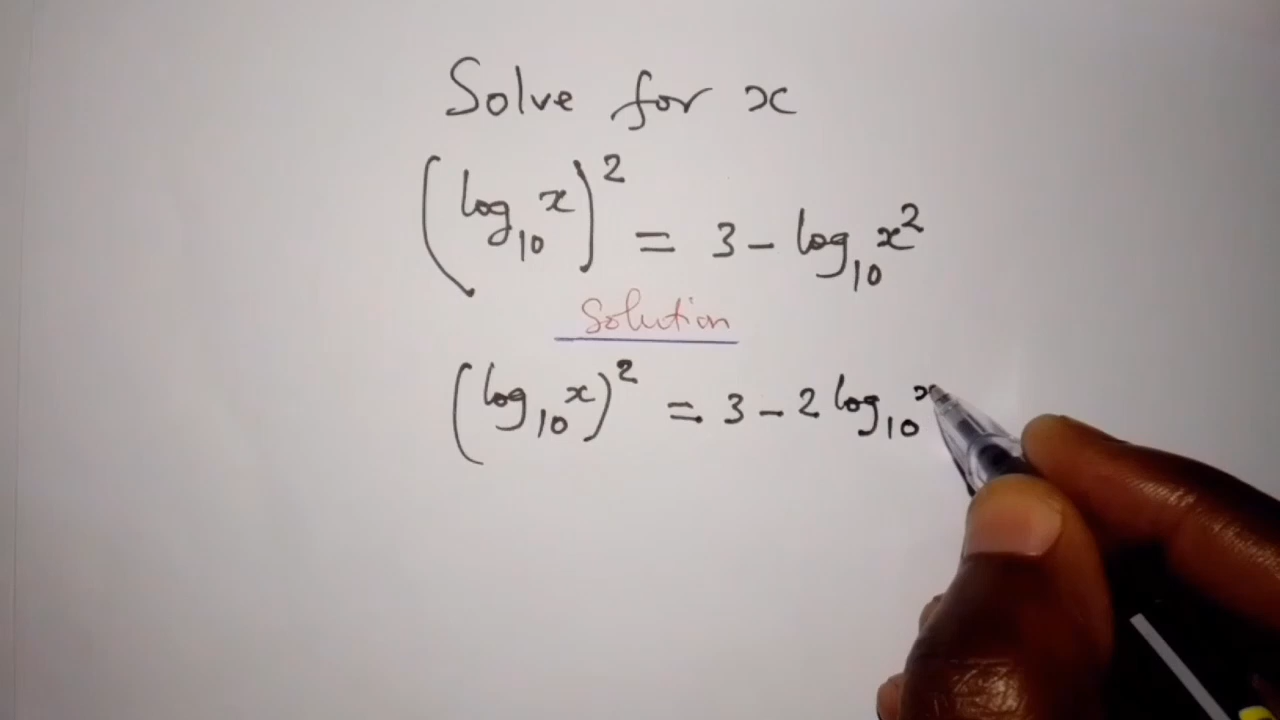 Solve for x
(log₁₀ x)² = 3 - log₁₀ x²
Solution
(log₁₀ x)² = 3 - 2 log₁₀ x